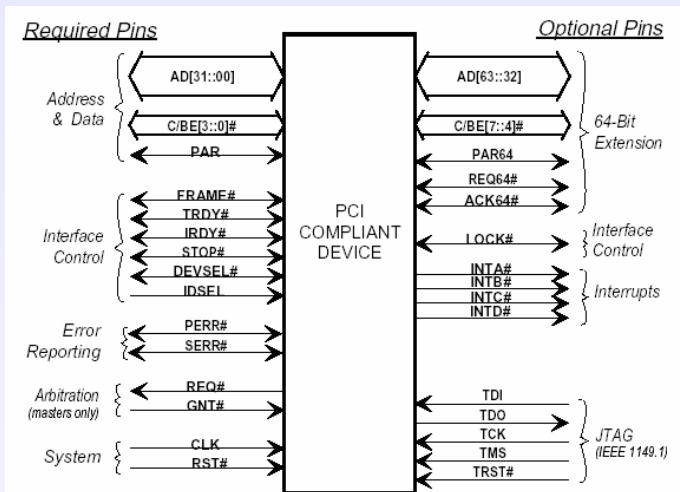 Required Pins
Optional Pins
Address
& Data
AD[31::00]
C/BE[3::0]#
PAR
Interface
Control
FRAME#
TRDY#
IRDY#
STOP#
DEVSEL#
IDSEL
Error
Reporting
PERR#
SERR#
Arbitration
(masters only)
REQ#
GNT#
System
CLK
RST#
PCI
COMPLIANT
DEVICE
AD[63::32]
C/BE[7::4]#
PAR64
REQ64#
ACK64#
64-Bit
Extension
LOCK#
Interface
Control
INTA#
INTB#
INTC#
INTD#
Interrupts
TDI
TDO
TCK
TMS
TRST#
JTAG
(IEEE 1149.1)